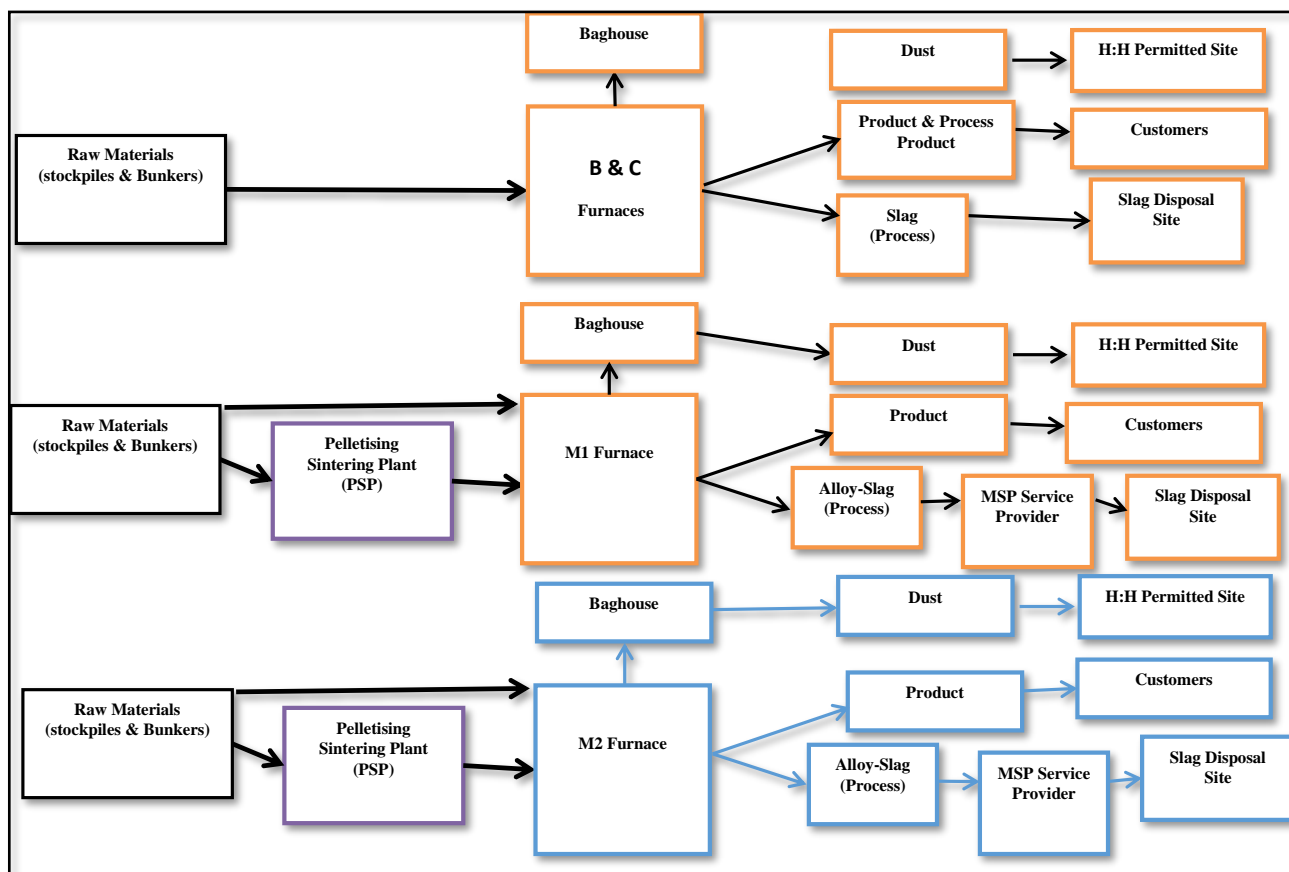 Baghouse
Dust
H:H Permitted Site
Raw Materials
(stockpiles & Bunkers)
B & C
Furnaces
Product & Process
Product
Customers
Slag
(Process)
Slag Disposal
Site
Baghouse
Dust
H:H Permitted Site
Raw Materials
(stockpiles & Bunkers)
Pelletising
Sintering Plant
(PSP)
M1 Furnace
Product
Customers
Alloy-Slag
(Process)
MSP Service
Provider
Slag Disposal
Site
Baghouse
Dust
H:H Permitted Site
Raw Materials
(stockpiles & Bunkers)
Pelletising
Sintering Plant
(PSP)
M2 Furnace
Product
Customers
Alloy-Slag
(Process)
MSP Service
Provider
Slag Disposal
Site